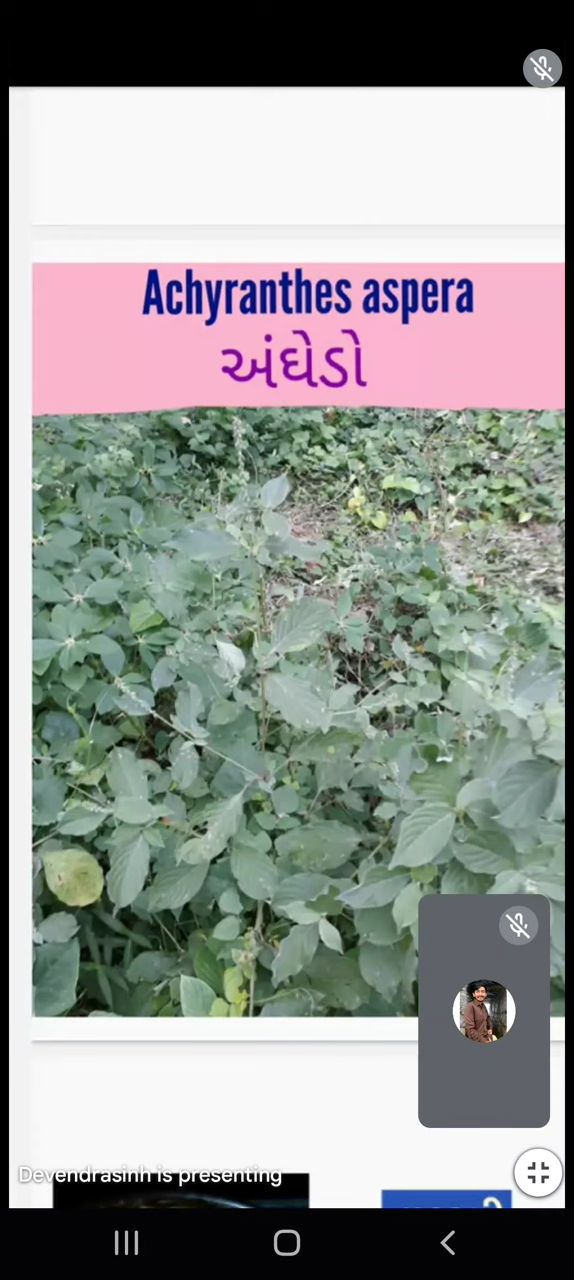 Achyranthes aspera
અંઘેડો
Devendrasinh is presenting